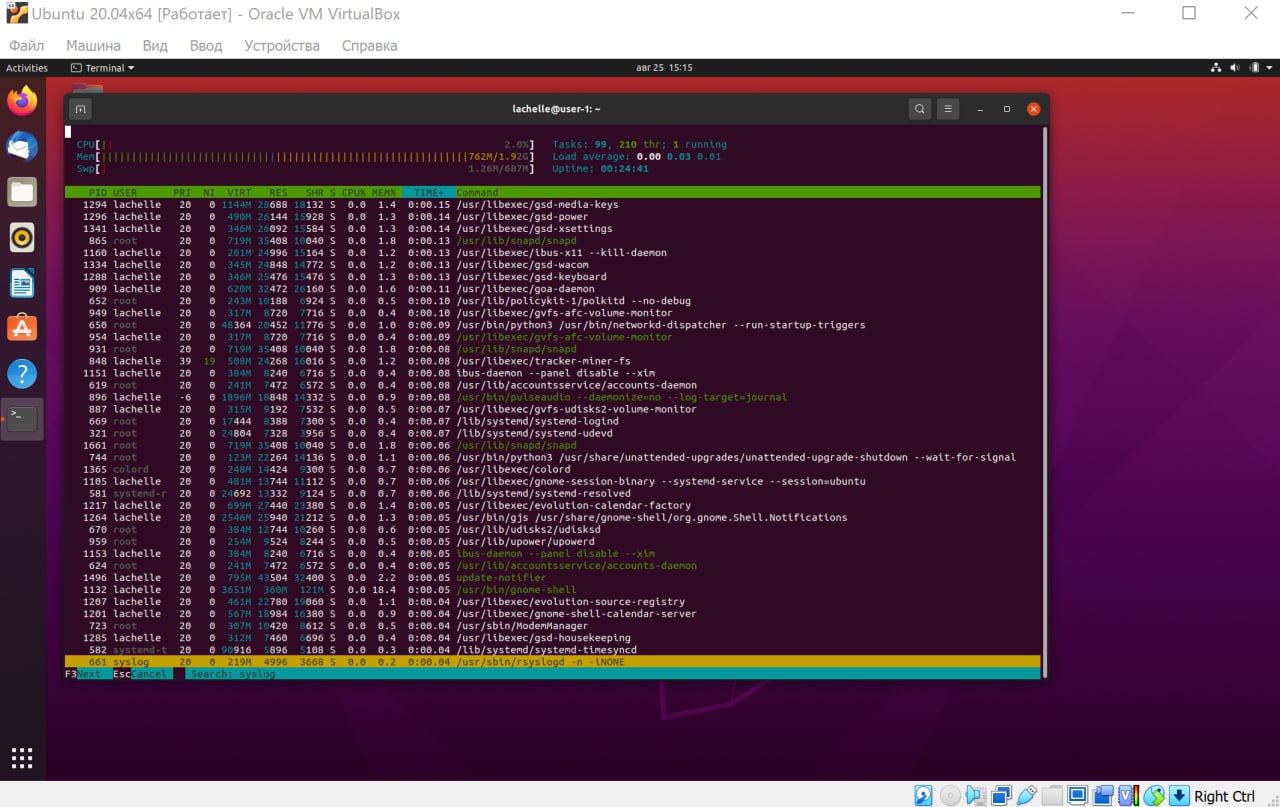 Ubuntu 20.04x64 [Работает] - Oracle VM VirtualBox
Файл Машина Вид Ввод Устройства Справка
Activities Terminal авг 25 15:15
lachelle@user-1: ~
CPU[|| 2.0%] Tasks: 99, 210 thr; 1 running
Mem[||||||||||||||||||||||||||||||||||||||||||||||||||||||||||||||762M/1.92G] Load average: 0.00 0.03 0.01
Swp[| 1.26M/687M] Uptime: 00:24:41
PID USER PRI NI VIRT RES SHR S CPU% MEM% TIME+ Command
1294 lachelle 20 0 1144M 28688 18132 S 0.0 1.4 0:00.15 /usr/libexec/gsd-media-keys
1296 lachelle 20 0 490M 26144 15928 S 0.0 1.3 0:00.14 /usr/libexec/gsd-power
1341 lachelle 20 0 346M 26092 15584 S 0.0 1.3 0:00.14 /usr/libexec/gsd-xsettings
865 root 20 0 719M 35408 10040 S 0.0 1.8 0:00.13 /usr/lib/snapd/snapd
1160 lachelle 20 0 201M 24996 15164 S 0.0 1.2 0:00.13 /usr/libexec/ibus-x11 --kill-daemon
1334 lachelle 20 0 345M 24848 14772 S 0.0 1.2 0:00.13 /usr/libexec/gsd-wacom
1288 lachelle 20 0 346M 25476 15476 S 0.0 1.3 0:00.13 /usr/libexec/gsd-keyboard
909 lachelle 20 0 620M 32472 26160 S 0.0 1.6 0:00.11 /usr/libexec/goa-daemon
652 root 20 0 243M 10188 6924 S 0.0 0.5 0:00.10 /usr/lib/policykit-1/polkitd --no-debug
949 lachelle 20 0 317M 8720 7716 S 0.0 0.4 0:00.10 /usr/libexec/gvfs-afc-volume-monitor
650 root 20 0 48364 20452 11776 S 0.0 1.0 0:00.09 /usr/bin/python3 /usr/bin/networkd-dispatcher --run-startup-triggers
954 lachelle 20 0 317M 8720 7716 S 0.0 0.4 0:00.09 /usr/libexec/gvfs-afc-volume-monitor
931 root 20 0 719M 35408 10040 S 0.0 1.8 0:00.08 /usr/lib/snapd/snapd
848 lachelle 39 19 508M 24268 16016 S 0.0 1.2 0:00.08 /usr/libexec/tracker-miner-fs
1151 lachelle 20 0 384M 8240 6716 S 0.0 0.4 0:00.08 ibus-daemon --panel disable --xim
619 root 20 0 241M 7472 6572 S 0.0 0.4 0:00.08 /usr/lib/accountsservice/accounts-daemon
896 lachelle -6 0 1896M 18848 14332 S 0.0 0.9 0:00.08 /usr/bin/pulseaudio --daemonize=no --log-target=journal
887 lachelle 20 0 315M 9192 7532 S 0.0 0.5 0:00.07 /usr/libexec/gvfs-udisks2-volume-monitor
669 root 20 0 17444 8388 7300 S 0.0 0.4 0:00.07 /lib/systemd/systemd-logind
321 root 20 0 24804 7328 3956 S 0.0 0.4 0:00.07 /lib/systemd/systemd-udevd
1661 root 20 0 719M 35408 10040 S 0.0 1.8 0:00.06 /usr/lib/snapd/snapd
744 root 20 0 123M 22264 14136 S 0.0 1.1 0:00.06 /usr/bin/python3 /usr/share/unattended-upgrades/unattended-upgrade-shutdown --wait-for-signal
1365 colord 20 0 248M 14424 9300 S 0.0 0.7 0:00.06 /usr/libexec/colord
1105 lachelle 20 0 481M 13744 11112 S 0.0 0.7 0:00.06 /usr/libexec/gnome-session-binary --systemd-service --session=ubuntu
581 systemd-r 20 0 24692 13332 9124 S 0.0 0.7 0:00.06 /lib/systemd/systemd-resolved
1217 lachelle 20 0 699M 27440 23380 S 0.0 1.4 0:00.05 /usr/libexec/evolution-calendar-factory
1264 lachelle 20 0 2546M 25940 21212 S 0.0 1.3 0:00.05 /usr/bin/gjs /usr/share/gnome-shell/org.gnome.Shell.Notifications
670 root 20 0 384M 12744 10260 S 0.0 0.6 0:00.05 /usr/lib/udisks2/udisksd
959 root 20 0 254M 9524 8244 S 0.0 0.5 0:00.05 /usr/lib/upower/upowerd
1153 lachelle 20 0 384M 8240 6716 S 0.0 0.4 0:00.05 ibus-daemon --panel disable --xim
624 root 20 0 241M 7472 6572 S 0.0 0.4 0:00.05 /usr/lib/accountsservice/accounts-daemon
1496 lachelle 20 0 795M 43504 32400 S 0.0 2.2 0:00.05 update-notifier
1132 lachelle 20 0 3651M 360M 121M S 0.0 18.4 0:00.05 /usr/bin/gnome-shell
1207 lachelle 20 0 461M 22780 19060 S 0.0 1.1 0:00.04 /usr/libexec/evolution-source-registry
1201 lachelle 20 0 567M 18984 16380 S 0.0 0.9 0:00.04 /usr/libexec/gnome-shell-calendar-server
723 root 20 0 307M 10420 8612 S 0.0 0.5 0:00.04 /usr/sbin/ModemManager
1285 lachelle 20 0 312M 7460 6696 S 0.0 0.4 0:00.04 /usr/libexec/gsd-housekeeping
582 systemd-t 20 0 90916 5896 5108 S 0.0 0.3 0:00.04 /lib/systemd/systemd-timesyncd
661 syslog 20 0 219M 4996 3668 S 0.0 0.2 0:00.04 /usr/sbin/rsyslogd -n -iNONE
F3Next EscCancel Search: syslog
Right Ctrl